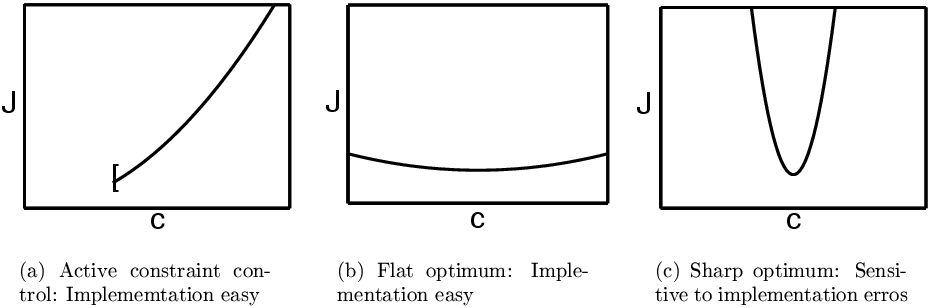 J
c
J
c
J
c
(a) Active constraint con-
trol: Implememtation easy
(b) Flat optimum: Imple-
mentation easy
(c) Sharp optimum: Sensi-
tive to implementation erros